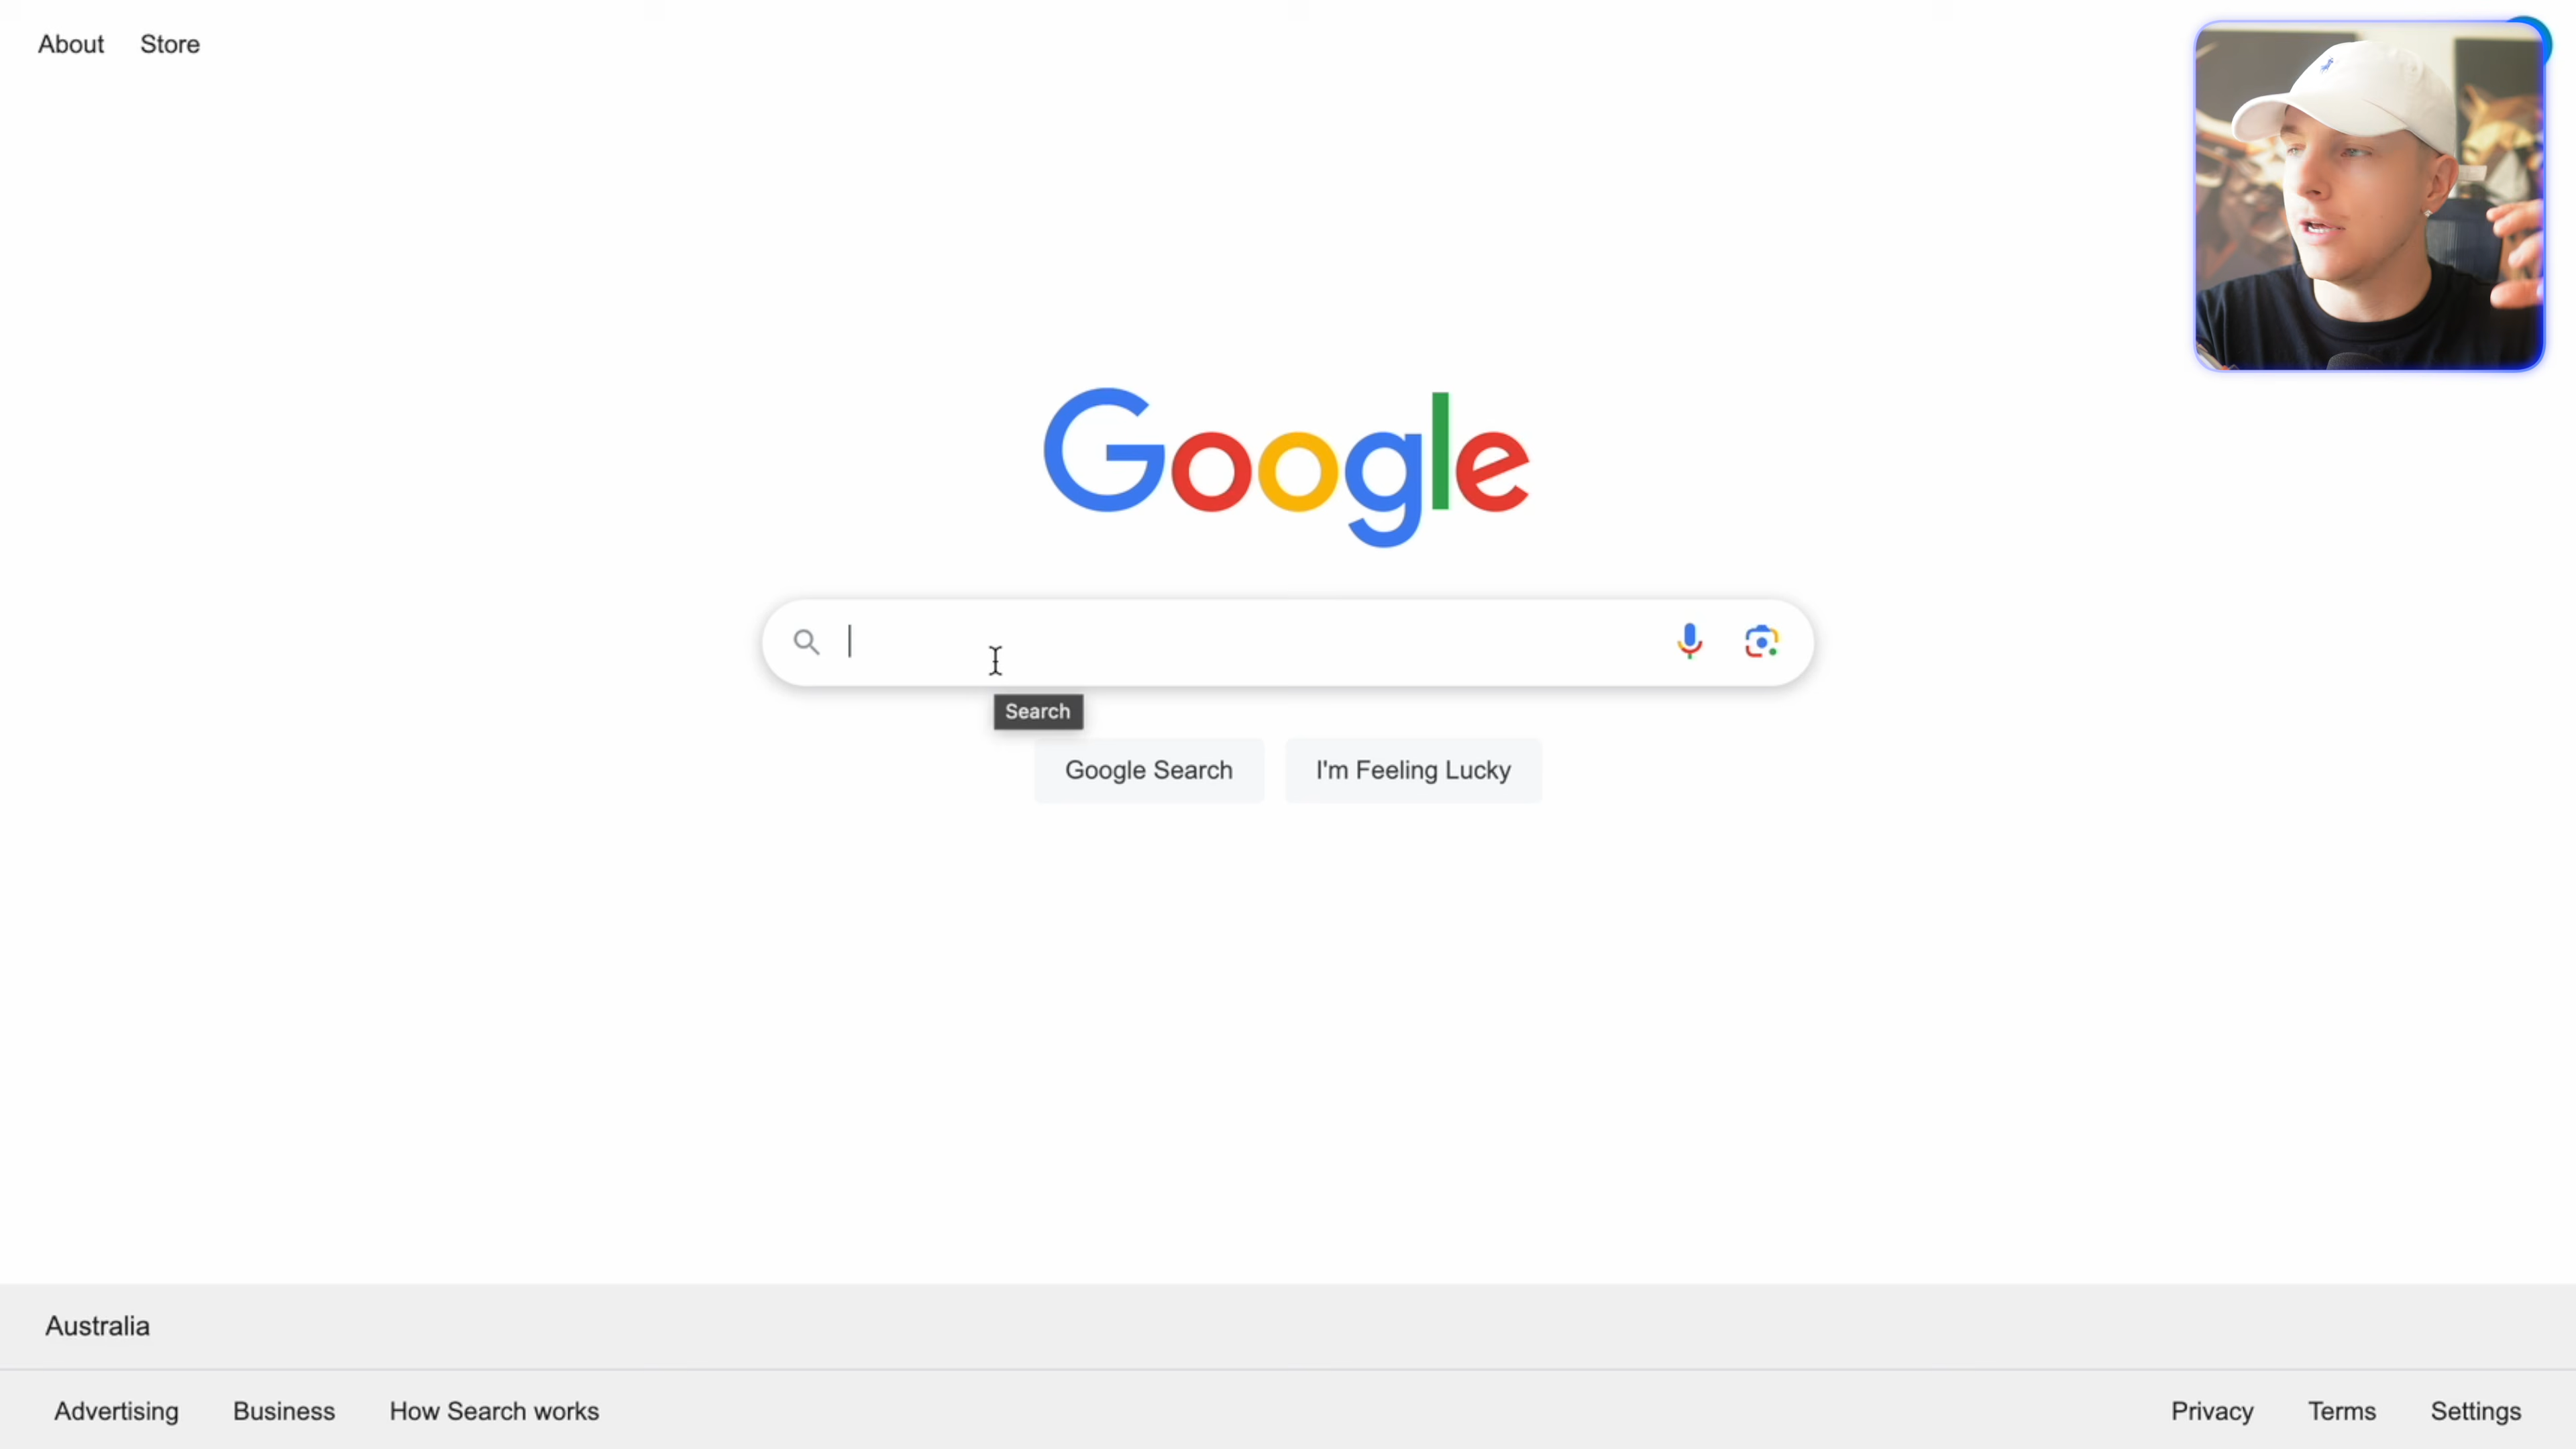 About Store
Google
Search
Google Search I'm Feeling Lucky
Australia
Advertising Business How Search works Privacy Terms Settings